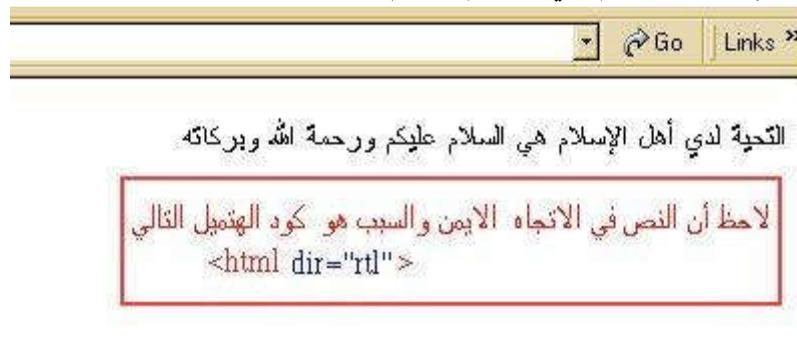 Go Links »
التحية لدي أهل الإسلام هي السلام عليكم ورحمة الله وبركاته
لاحظ أن النص في الاتجاه الايمن والسبب هو كود الهتميل التالي
<html dir="rtl">